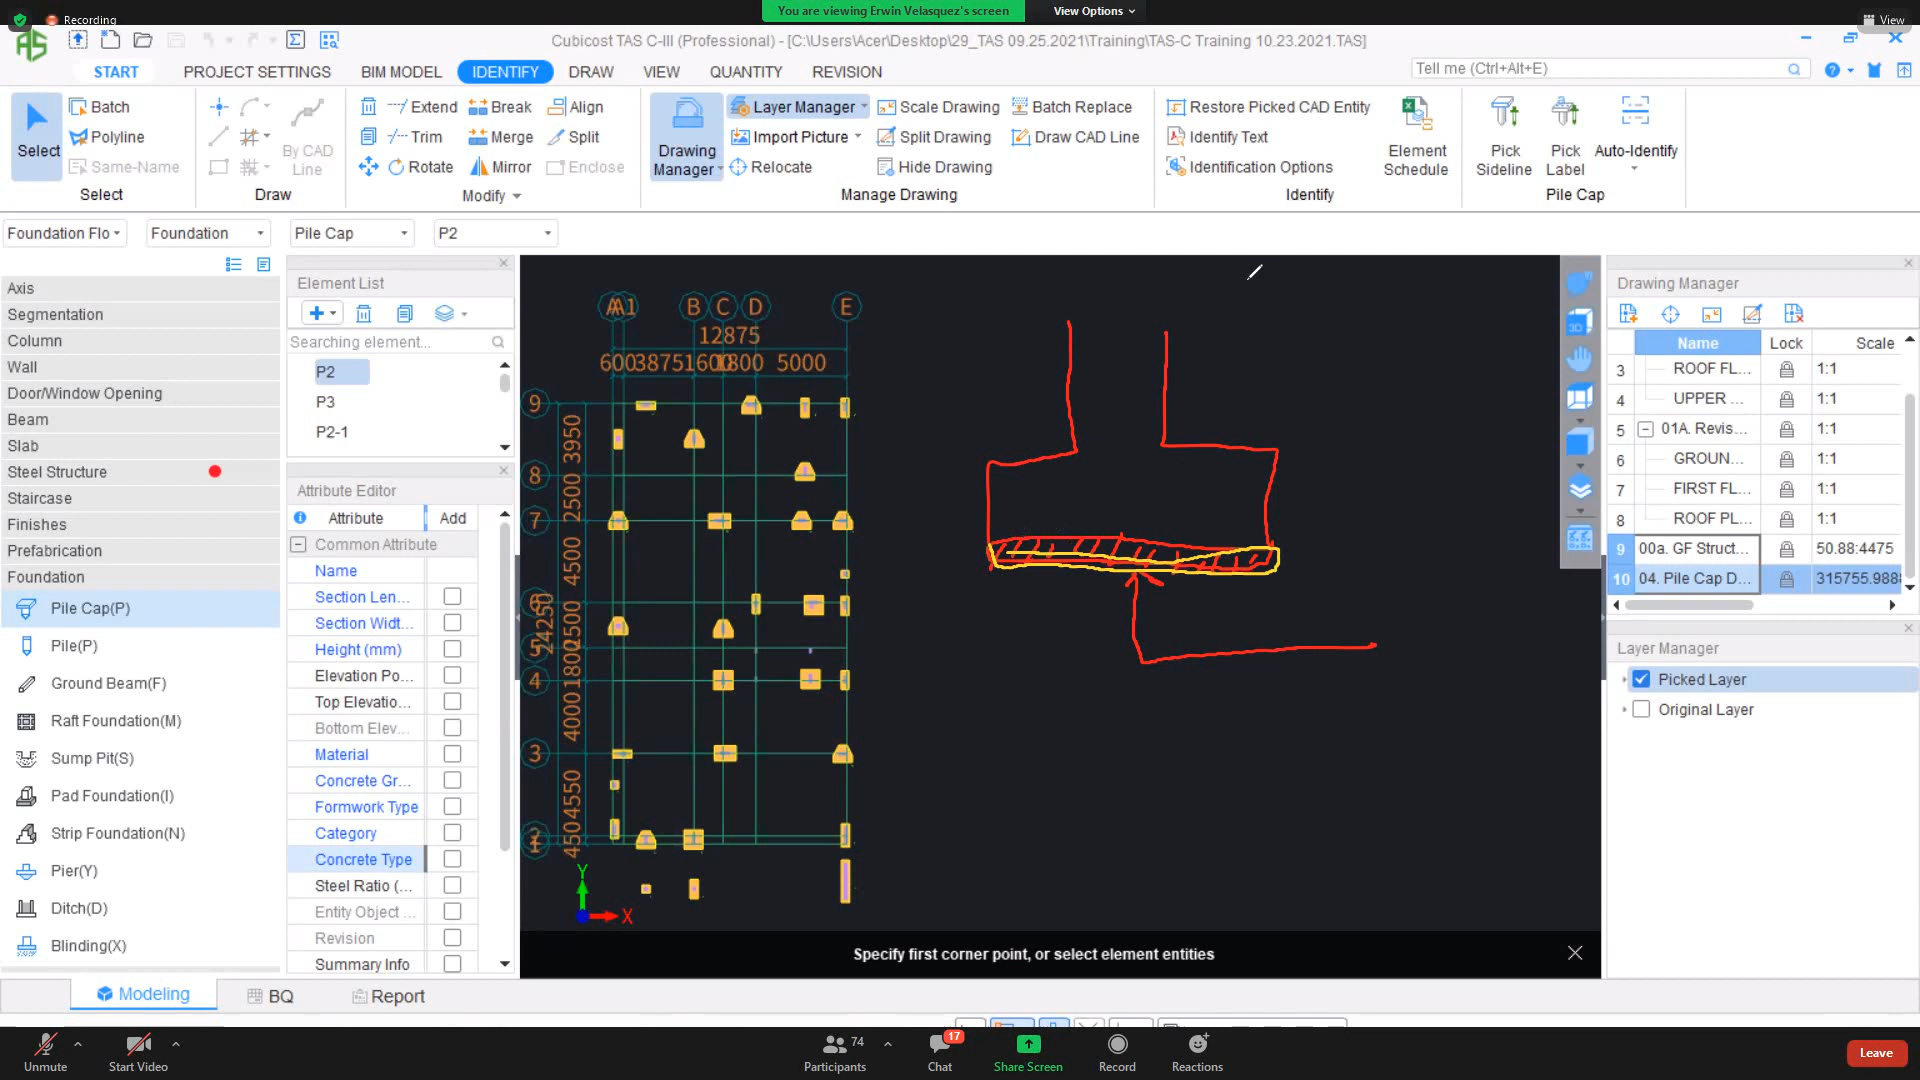 Recording
You are viewing Erwin Velasquez's screen
View Options
View
Cubicost TAS C-III (Professional) - [C:\Users\Acer\Desktop\29_TAS 09.25.2021\Training\TAS-C Training 10.23.2021.TAS]
START
PROJECT SETTINGS
BIM MODEL
IDENTIFY
DRAW
VIEW
QUANTITY
REVISION
Tell me (Ctrl+Alt+E)
Select
Batch
Polyline
Same-Name
Select
By CAD
Line
Draw
Extend
Break
Align
Trim
Merge
Split
Rotate
Mirror
Enclose
Modify
Drawing
Manager
Layer Manager
Import Picture
Relocate
Scale Drawing
Split Drawing
Hide Drawing
Batch Replace
Draw CAD Line
Manage Drawing
Restore Picked CAD Entity
Identify Text
Identification Options
Element
Schedule
Identify
Pick
Sideline
Pick
Label
Auto-Identify
Pile Cap
Foundation Flo
Foundation
Pile Cap
P2
Axis
Segmentation
Column
Wall
Door/Window Opening
Beam
Slab
Steel Structure
Staircase
Finishes
Prefabrication
Foundation
Pile Cap(P)
Pile(P)
Ground Beam(F)
Raft Foundation(M)
Sump Pit(S)
Pad Foundation(I)
Strip Foundation(N)
Pier(Y)
Ditch(D)
Blinding(X)
Element List
Searching element...
P2
P3
P2-1
Attribute Editor
Attribute
Add
Common Attribute
Name
Section Len...
Section Widt...
Height (mm)
Elevation Po...
Top Elevatio...
Bottom Elev...
Material
Concrete Gr...
Formwork Type
Category
Concrete Type
Steel Ratio (...
Entity Object ...
Revision
Summary Info
A1
B
C
D
E
12875
600
3875
1600
1800
5000
9
8
7
4
3
3950
2500
4500
2500
1800
4000
4550
450
24250
Y
X
3D
Specify first corner point, or select element entities
Drawing Manager
Name
Lock
Scale
3
ROOF FL...
1:1
4
UPPER ...
1:1
5
01A. Revis...
1:1
6
GROUN...
1:1
7
FIRST FL...
1:1
8
ROOF PL...
1:1
9
00a. GF Struct...
50.88:4475
10
04. Pile Cap D...
Layer Manager
Picked Layer
Original Layer
Modeling
BQ
Report
Unmute
Start Video
74
Participants
17
Chat
Share Screen
Record
Reactions
Leave